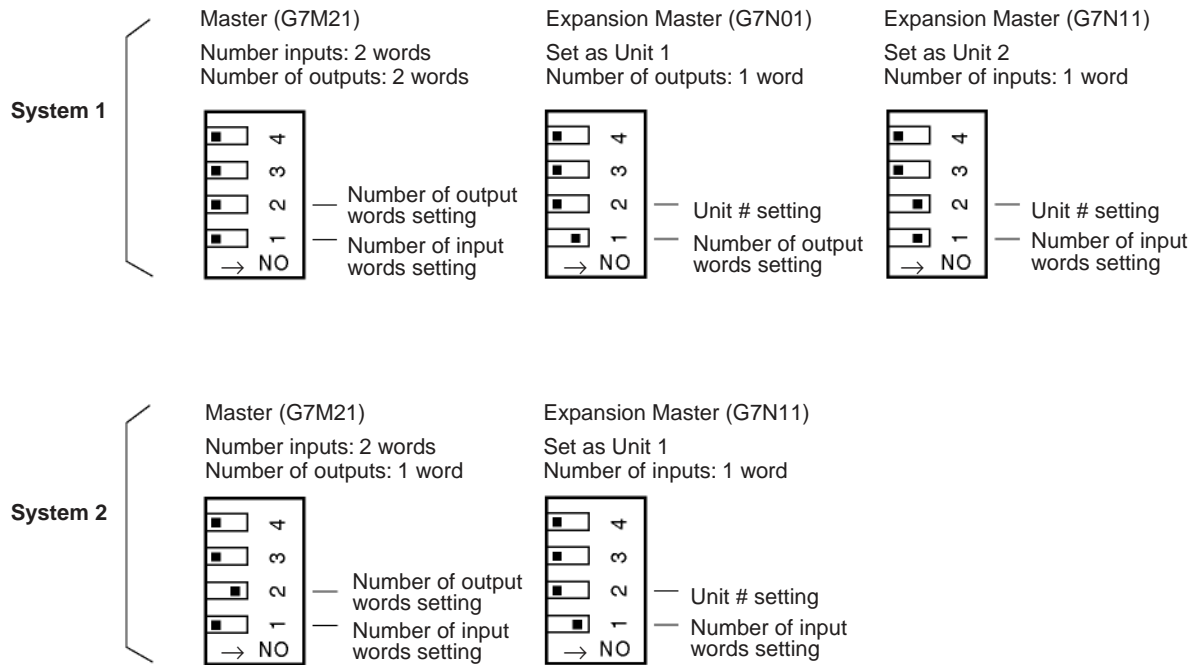 System 1
Master (G7M21)
Number inputs: 2 words
Number of outputs: 2 words
4
3
2
1
→ NO
Number of output
words setting
Number of input
words setting
Expansion Master (G7N01)
Set as Unit 1
Number of outputs: 1 word
4
3
2
1
→ NO
Unit # setting
Number of output
words setting
Expansion Master (G7N11)
Set as Unit 2
Number of inputs: 1 word
4
3
2
1
→ NO
Unit # setting
Number of input
words setting
System 2
Master (G7M21)
Number inputs: 2 words
Number of outputs: 1 word
4
3
2
1
→ NO
Number of output
words setting
Number of input
words setting
Expansion Master (G7N11)
Set as Unit 1
Number of inputs: 1 word
4
3
2
1
→ NO
Unit # setting
Number of input
words setting